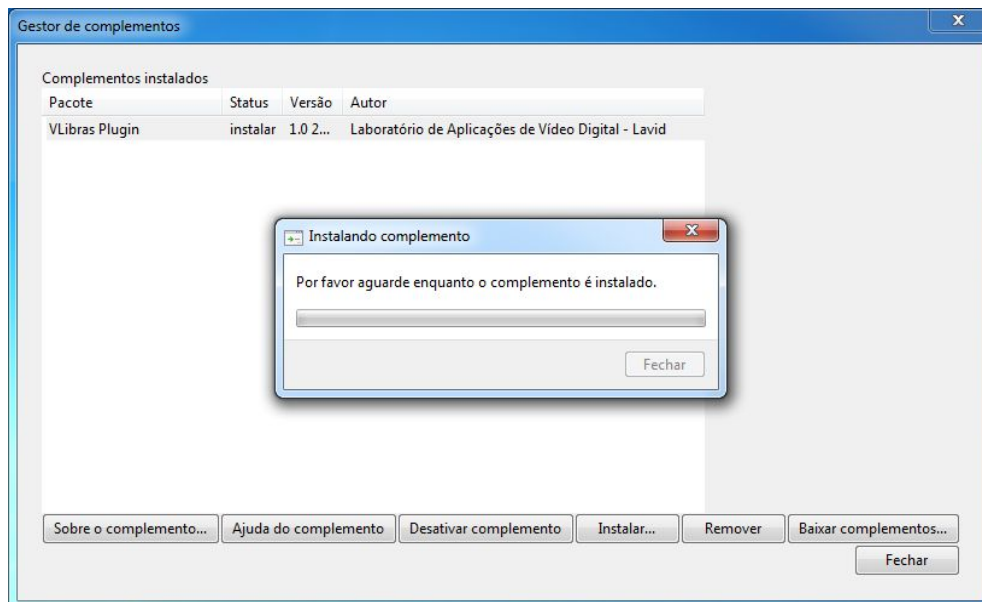 Gestor de complementos
Complementos instalados
Pacote Status Versão Autor
VLibras Plugin instalar 1.0 2... Laboratório de Aplicações de Vídeo Digital - Lavid
Instalando complemento
Por favor aguarde enquanto o complemento é instalado.
Fechar
Sobre o complemento... Ajuda do complemento Desativar complemento Instalar... Remover Baixar complementos...
Fechar